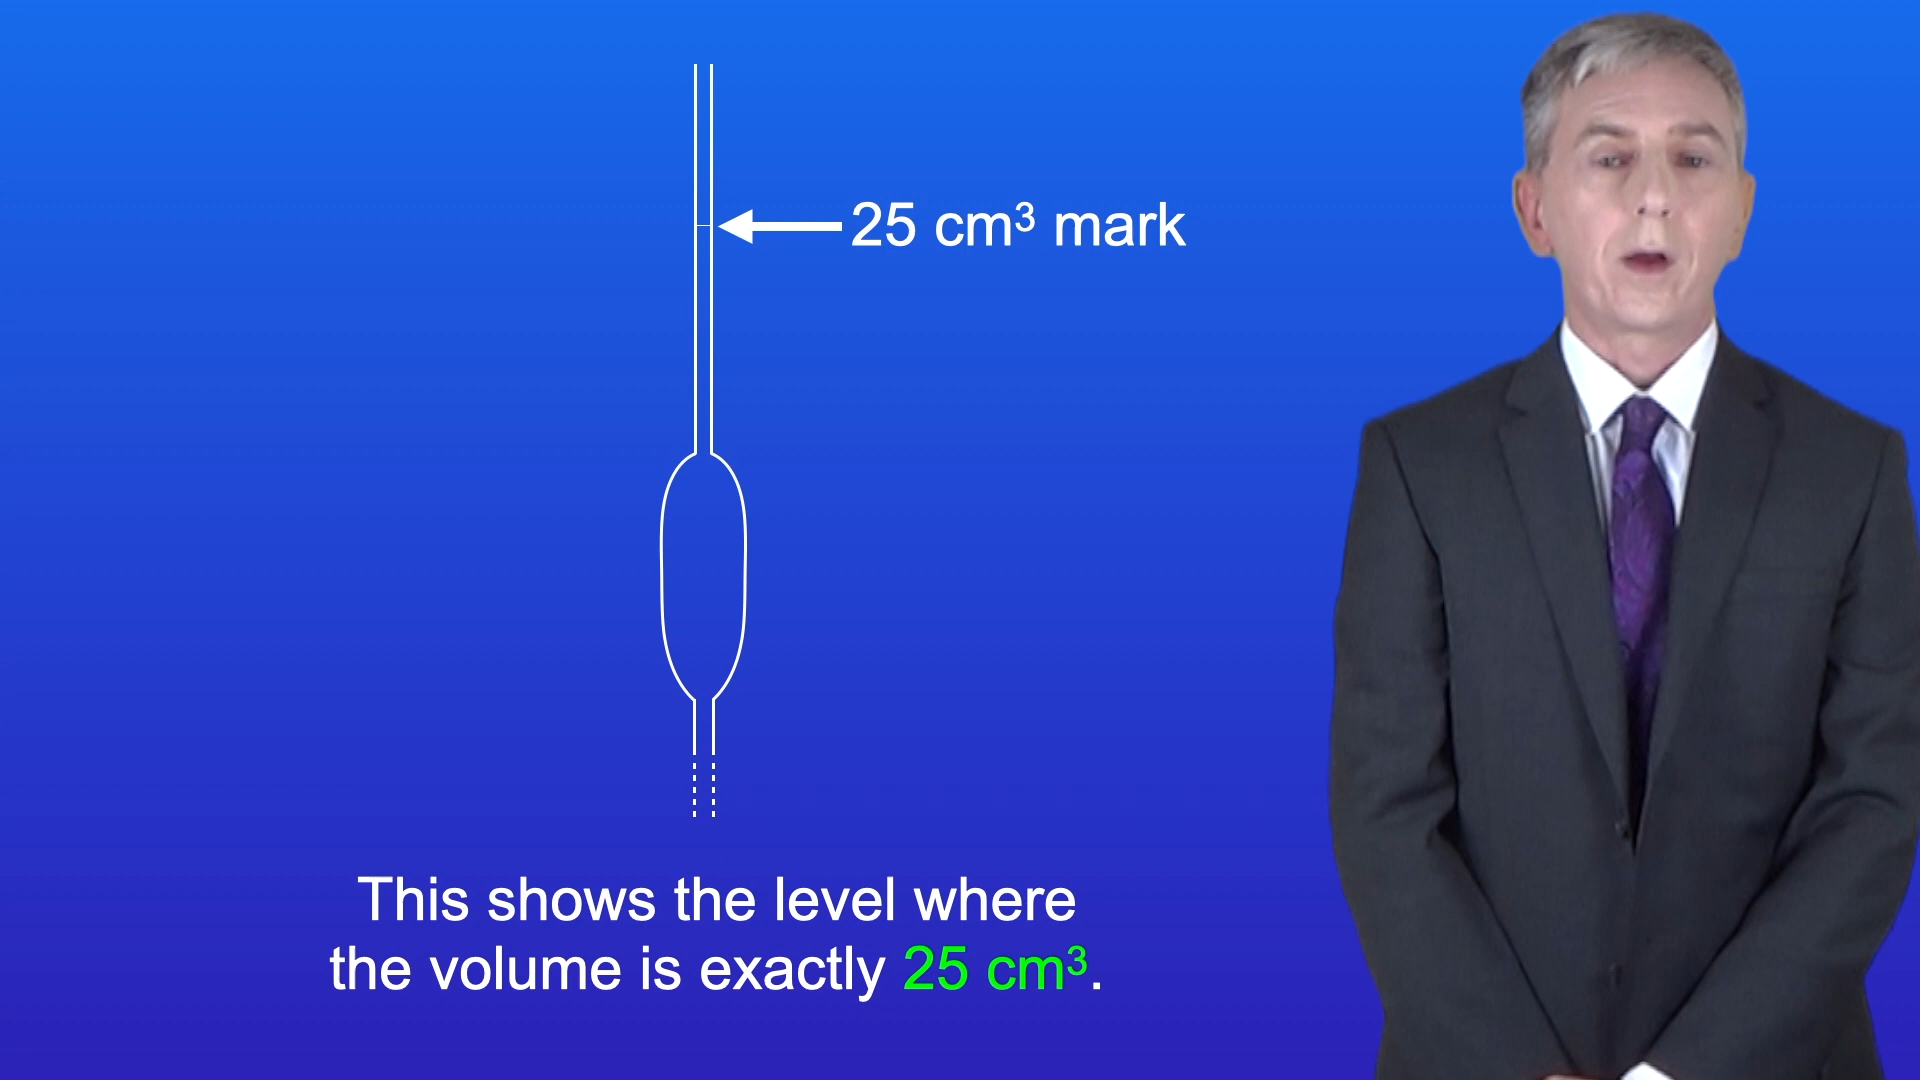 25 cm³ mark
This shows the level where
the volume is exactly 25 cm³.